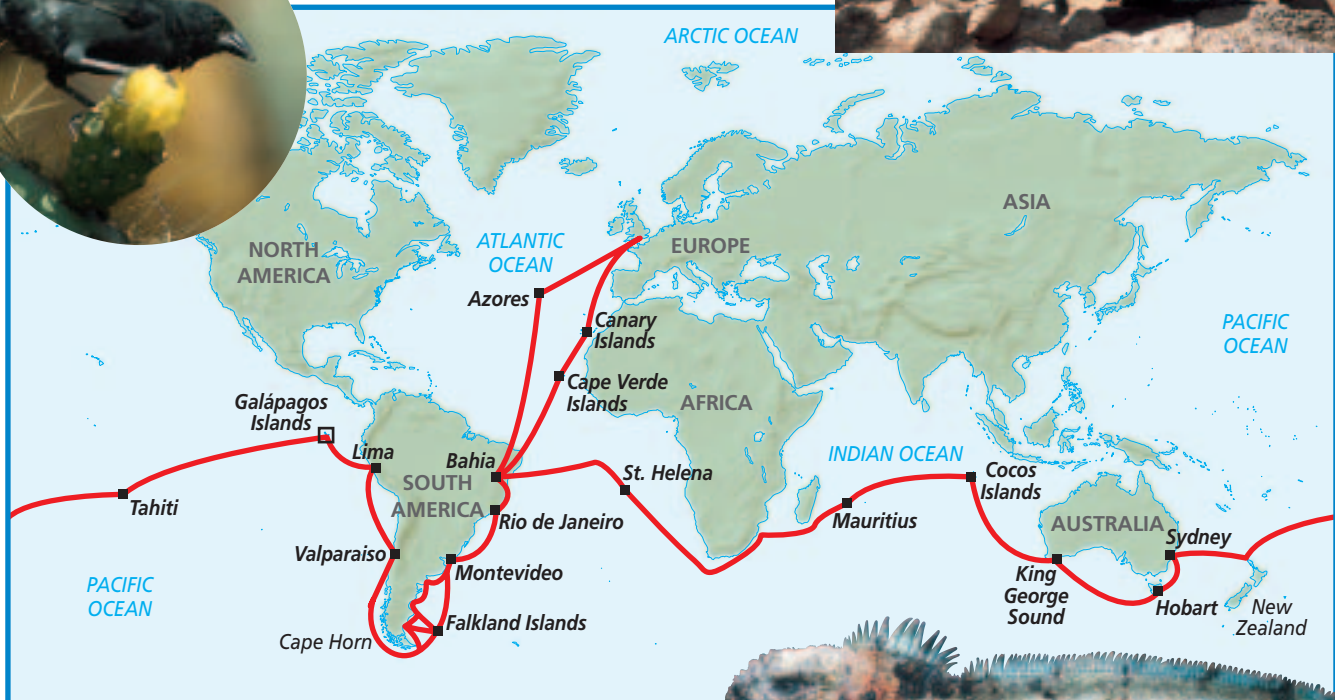 ARCTIC OCEAN
NORTH
AMERICA
ATLANTIC
OCEAN
EUROPE
ASIA
Azores
Canary
Islands
PACIFIC
OCEAN
Cape Verde
Islands
AFRICA
Galápagos
Islands
Lima
Bahia
SOUTH
AMERICA
St. Helena
INDIAN OCEAN
Cocos
Islands
Tahiti
Rio de Janeiro
Mauritius
AUSTRALIA
Sydney
Valparaiso
Montevideo
PACIFIC
OCEAN
King
George
Sound
Hobart
New
Zealand
Falkland Islands
Cape Horn